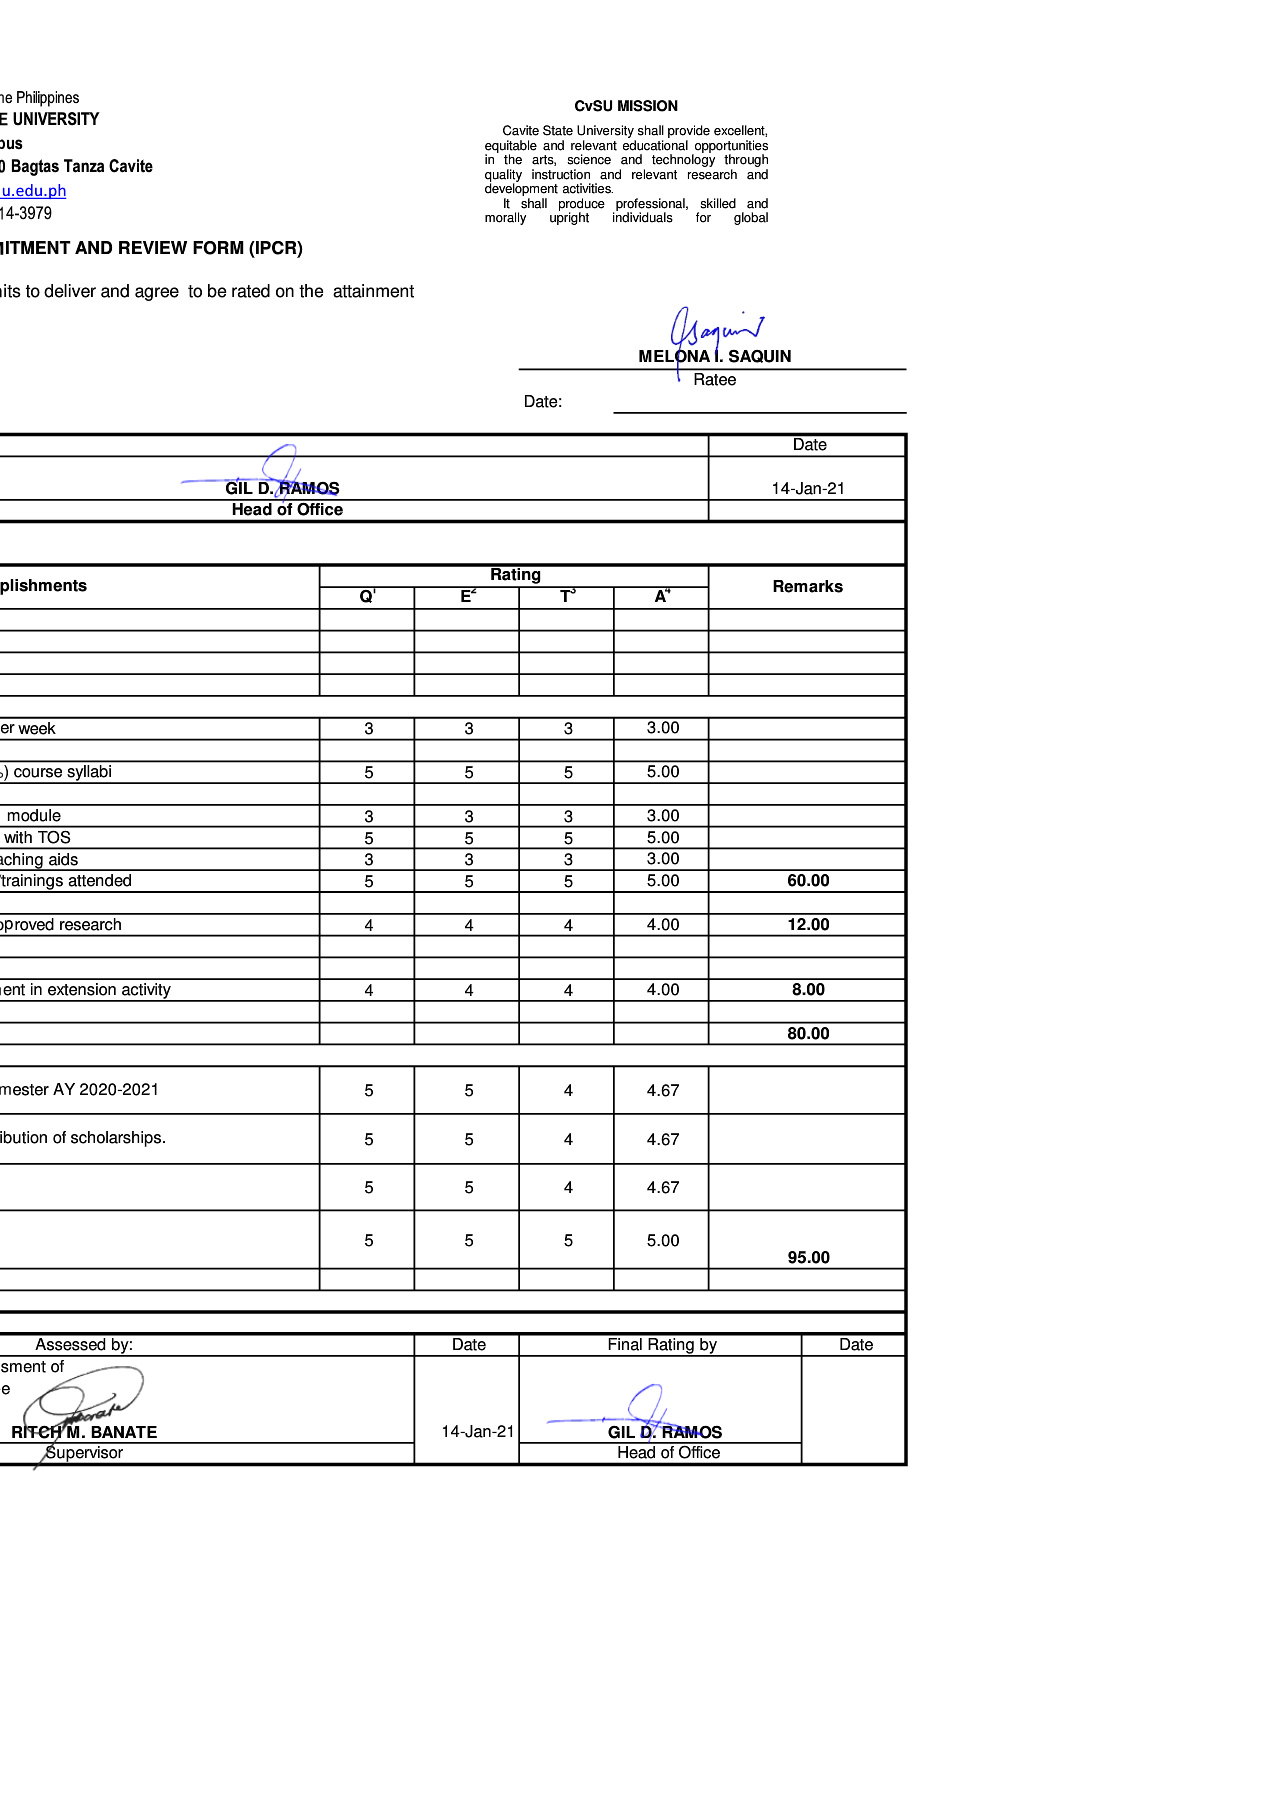 ne Philippines
E UNIVERSITY
pus
0 Bagtas Tanza Cavite
u.edu.ph
14-3979
CvSU MISSION
Cavite State University shall provide excellent,
equitable and relevant educational opportunities
in the arts, science and technology through
quality instruction and relevant research and
development activities.
It shall produce professional, skilled and
morally upright individuals for global
MITMENT AND REVIEW FORM (IPCR)
nits to deliver and agree to be rated on the attainment
MELONA I. SAQUIN
Ratee
Date:
Date
GIL D. RAMOS 14-Jan-21
Head of Office
plishments Rating Remarks
Q¹ E² T³ A⁴
er week 3 3 3 3.00
%) course syllabi 5 5 5 5.00
module 3 3 3 3.00
with TOS 5 5 5 5.00
aching aids 3 3 3 3.00
/trainings attended 5 5 5 5.00 60.00
pproved research 4 4 4 4.00 12.00
nent in extension activity 4 4 4 4.00 8.00
80.00
mester AY 2020-2021 5 5 4 4.67
ibution of scholarships. 5 5 4 4.67
5 5 4 4.67
5 5 5 5.00
95.00
Assessed by: Date Final Rating by Date
sment of
e
RITCH M. BANATE 14-Jan-21 GIL D. RAMOS
Supervisor Head of Office